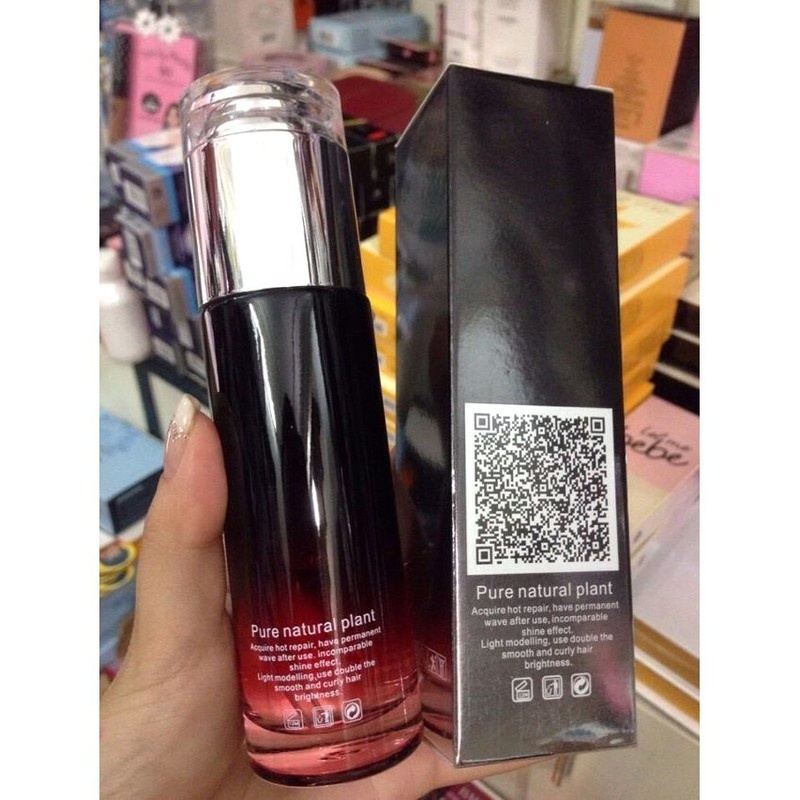 Pure natural plant
Acquire hot repair, have permanent
wave after use. incomparable
shine effect.
Light modelling,use double the
smooth and curly hair
brightness.
Pure natural plant
Acquire hot repair, have permanent
wave after use, incomparable
shine effect.
Light modelling, use double the
smooth and curly hair
brightness.
bebe